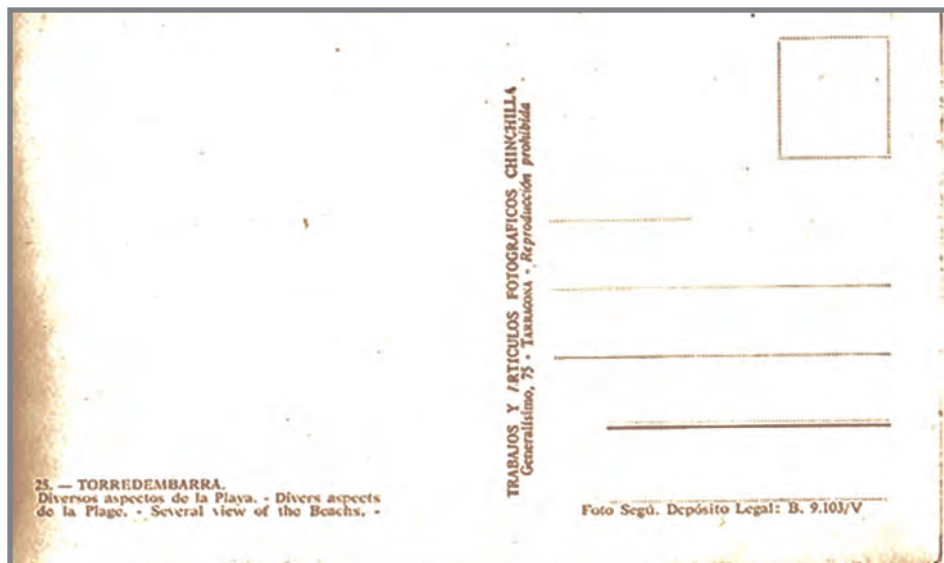 25. — TORREDEMBARRA.
Diversos aspectos de la Playa. - Divers aspects
de la Plage. - Several view of the Beachs. -
TRABAJOS Y ARTICULOS FOTOGRAFICOS CHINCHILLA
Generalísimo, 75 - TARRAGONA - Reproducción prohibida
Foto Segú. Depósito Legal: B. 9.103/V